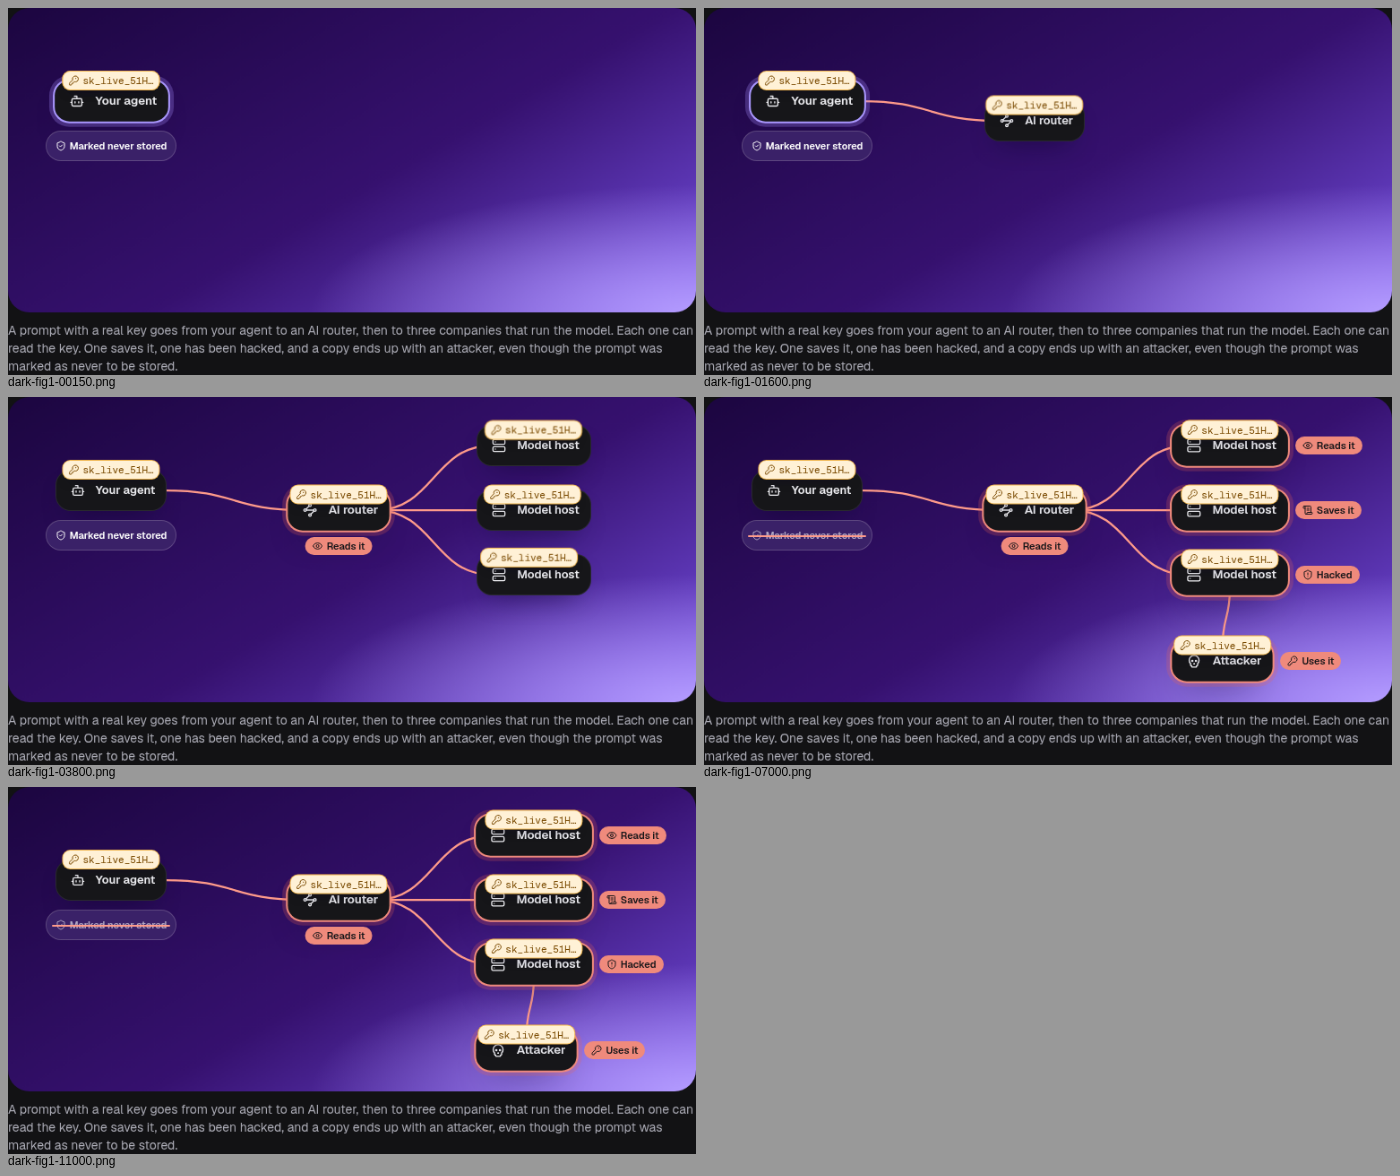 sk_live_51H…
Your agent
Marked never stored
A prompt with a real key goes from your agent to an AI router, then to three companies that run the model. Each one can
read the key. One saves it, one has been hacked, and a copy ends up with an attacker, even though the prompt was
marked as never to be stored.
dark-fig1-00150.png
sk_live_51H…
Your agent
Marked never stored
sk_live_51H…
AI router
A prompt with a real key goes from your agent to an AI router, then to three companies that run the model. Each one can
read the key. One saves it, one has been hacked, and a copy ends up with an attacker, even though the prompt was
marked as never to be stored.
dark-fig1-01600.png
sk_live_51H…
Your agent
Marked never stored
sk_live_51H…
AI router
Reads it
sk_live_51H…
Model host
sk_live_51H…
Model host
sk_live_51H…
Model host
A prompt with a real key goes from your agent to an AI router, then to three companies that run the model. Each one can
read the key. One saves it, one has been hacked, and a copy ends up with an attacker, even though the prompt was
marked as never to be stored.
dark-fig1-03800.png
sk_live_51H…
Your agent
Marked never stored
sk_live_51H…
AI router
Reads it
sk_live_51H…
Model host
Reads it
sk_live_51H…
Model host
Saves it
sk_live_51H…
Model host
Hacked
sk_live_51H…
Attacker
Uses it
A prompt with a real key goes from your agent to an AI router, then to three companies that run the model. Each one can
read the key. One saves it, one has been hacked, and a copy ends up with an attacker, even though the prompt was
marked as never to be stored.
dark-fig1-07000.png
sk_live_51H…
Your agent
Marked never stored
sk_live_51H…
AI router
Reads it
sk_live_51H…
Model host
Reads it
sk_live_51H…
Model host
Saves it
sk_live_51H…
Model host
Hacked
sk_live_51H…
Attacker
Uses it
A prompt with a real key goes from your agent to an AI router, then to three companies that run the model. Each one can
read the key. One saves it, one has been hacked, and a copy ends up with an attacker, even though the prompt was
marked as never to be stored.
dark-fig1-11000.png